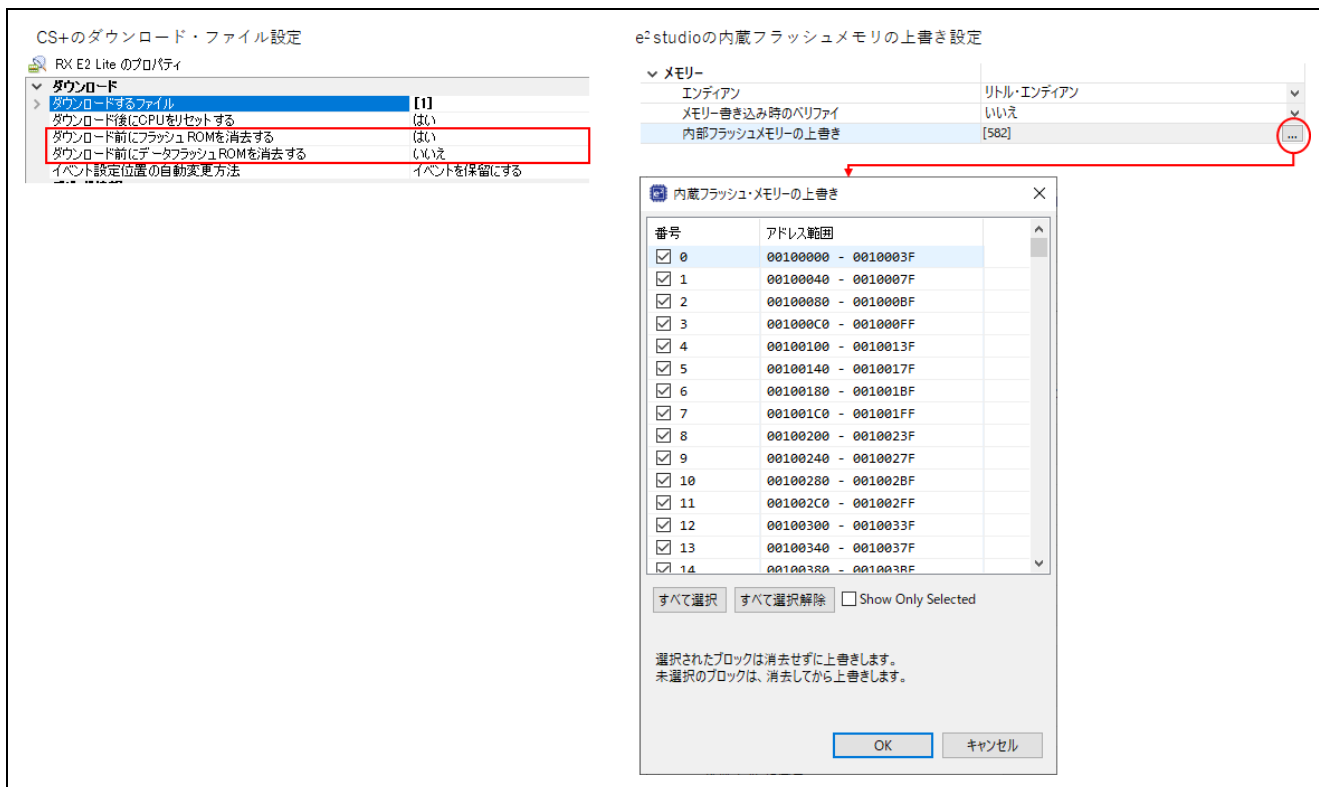 CS+のダウンロード・ファイル設定
RX E2 Lite のプロパティ
ダウンロード
ダウンロードするファイル [1]
ダウンロード後にCPUをリセットする はい
ダウンロード前にフラッシュROMを消去する はい
ダウンロード前にデータフラッシュROMを消去する いいえ
イベント設定位置の自動変更方法 イベントを保留にする
e² studioの内蔵フラッシュメモリの上書き設定
メモリー
エンディアン リトル・エンディアン
メモリー書き込み時のベリファイ いいえ
内部フラッシュメモリーの上書き [582] ...
内蔵フラッシュ・メモリーの上書き
番号 アドレス範囲
0 00100000 - 0010003F
1 00100040 - 0010007F
2 00100080 - 001000BF
3 001000C0 - 001000FF
4 00100100 - 0010013F
5 00100140 - 0010017F
6 00100180 - 001001BF
7 001001C0 - 001001FF
8 00100200 - 0010023F
9 00100240 - 0010027F
10 00100280 - 001002BF
11 001002C0 - 001002FF
12 00100300 - 0010033F
13 00100340 - 0010037F
14 00100380 - 001003BF
すべて選択 すべて選択解除 Show Only Selected
選択されたブロックは消去せずに上書きします。
未選択のブロックは、消去してから上書きします。
OK キャンセル